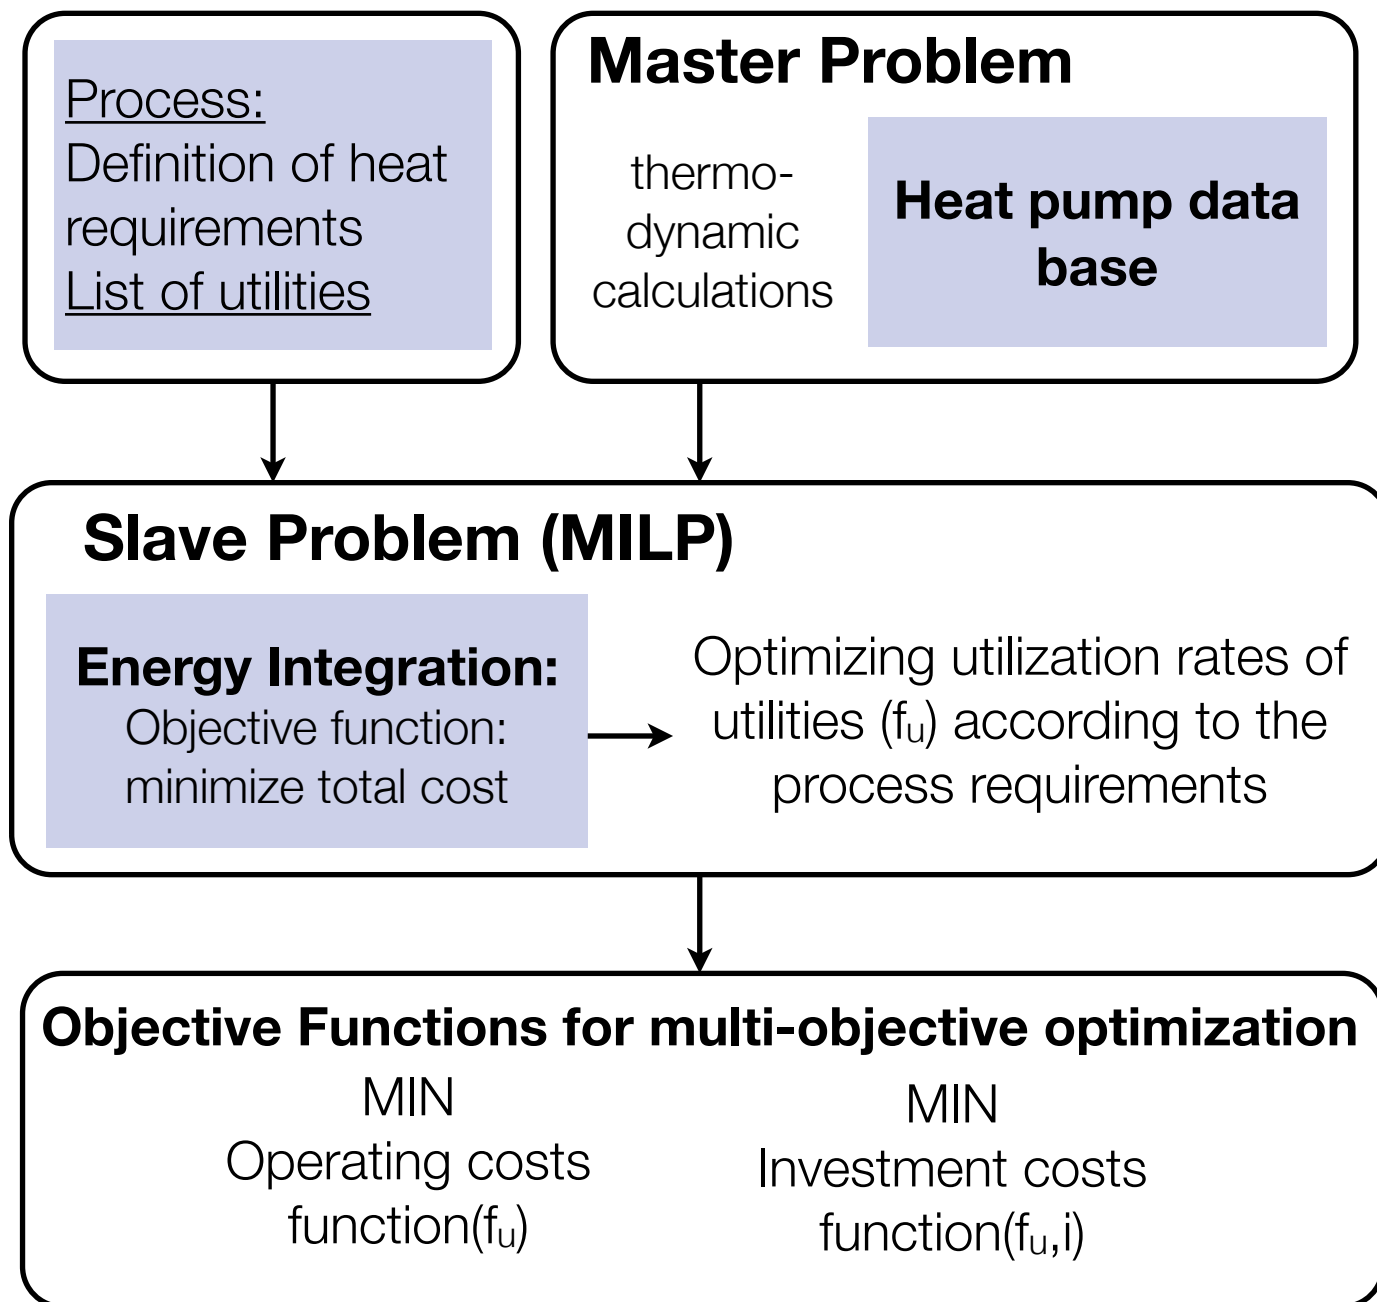 Process:
Definition of heat
requirements
List of utilities
Master Problem
thermo-
dynamic
calculations
Heat pump data
base
Slave Problem (MILP)
Energy Integration:
Objective function:
minimize total cost
Optimizing utilization rates of
utilities (fu) according to the
process requirements
Objective Functions for multi-objective optimization
MIN
Operating costs
function(fu)
MIN
Investment costs
function(fu,i)